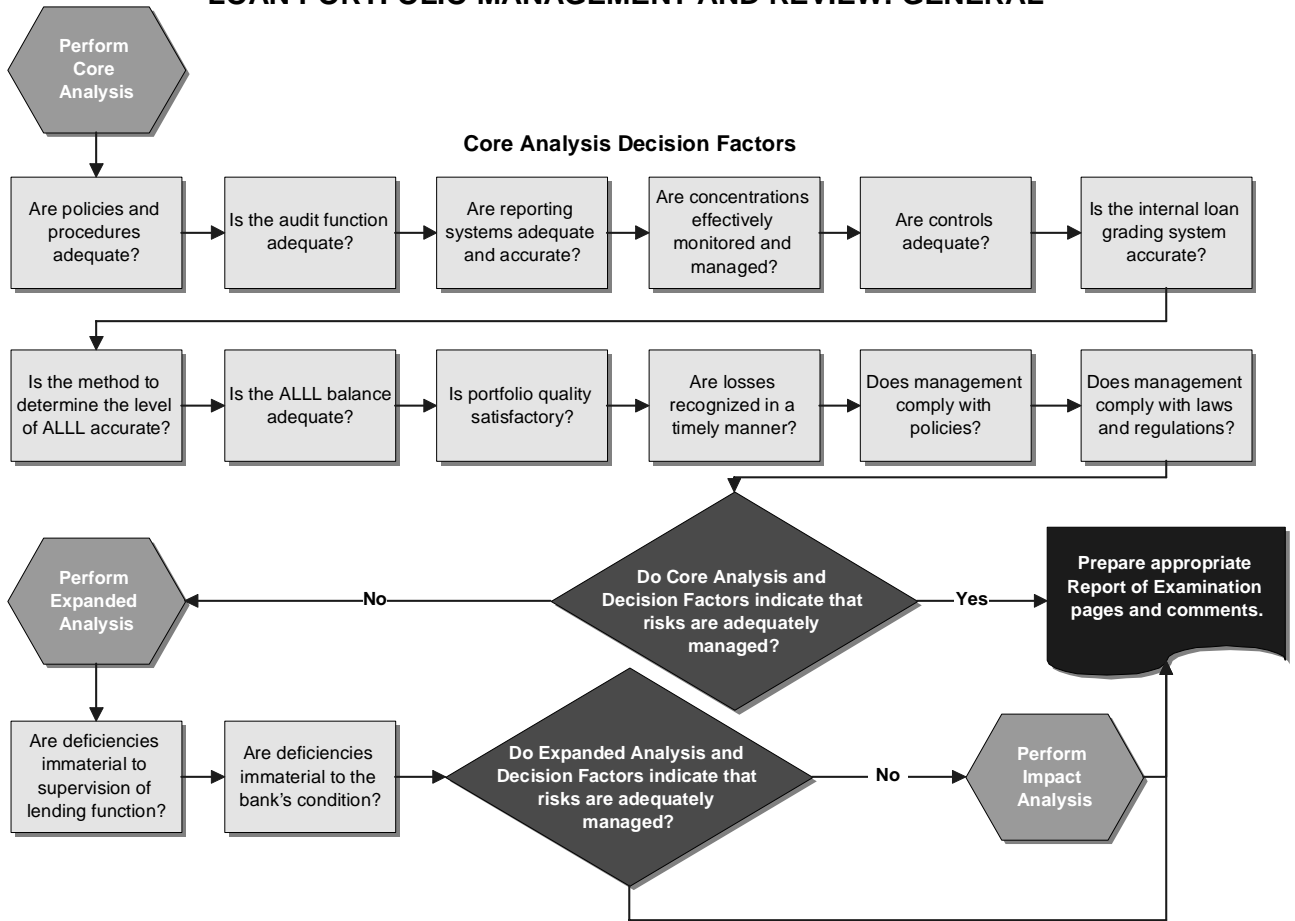 LOAN PORTFOLIO MANAGEMENT AND REVIEW: GENERAL
Perform
Core
Analysis
Core Analysis Decision Factors
Are policies and
procedures
adequate?
Is the audit function
adequate?
Are reporting
systems adequate
and accurate?
Are concentrations
effectively
monitored and
managed?
Are controls
adequate?
Is the internal loan
grading system
accurate?
Is the method to
determine the level
of ALLL accurate?
Is the ALLL balance
adequate?
Is portfolio quality
satisfactory?
Are losses
recognized in a
timely manner?
Does management
comply with
policies?
Does management
comply with laws
and regulations?
Do Core Analysis and
Decision Factors indicate that
risks are adequately
managed?
No
Yes
Perform
Expanded
Analysis
Prepare appropriate
Report of Examination
pages and comments.
Are deficiencies
immaterial to
supervision of
lending function?
Are deficiencies
immaterial to the
bank's condition?
Do Expanded Analysis and
Decision Factors indicate that
risks are adequately
managed?
No
Perform
Impact
Analysis